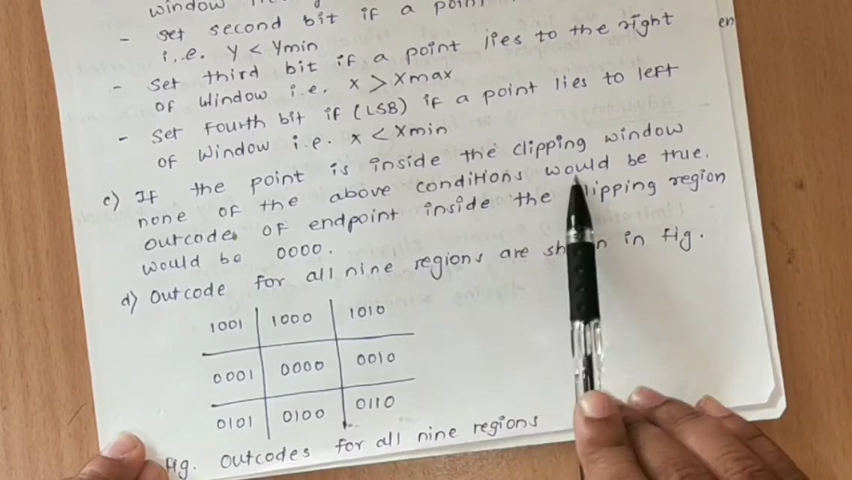 window
- set second bit if a point
i.e. y < ymin
- set third bit if a point lies to the right
of window i.e. x > xmax
- set fourth bit if (LSB) if a point lies to left
of window i.e. x < xmin
c) If the point is inside the clipping window
none of the above conditions would be true.
outcode of endpoint inside the clipping region
would be 0000.
d) outcode for all nine regions are shown in fig.
1001 1000 1010
0001 0000 0010
0101 0100 0110
Fig. outcodes for all nine regions
en